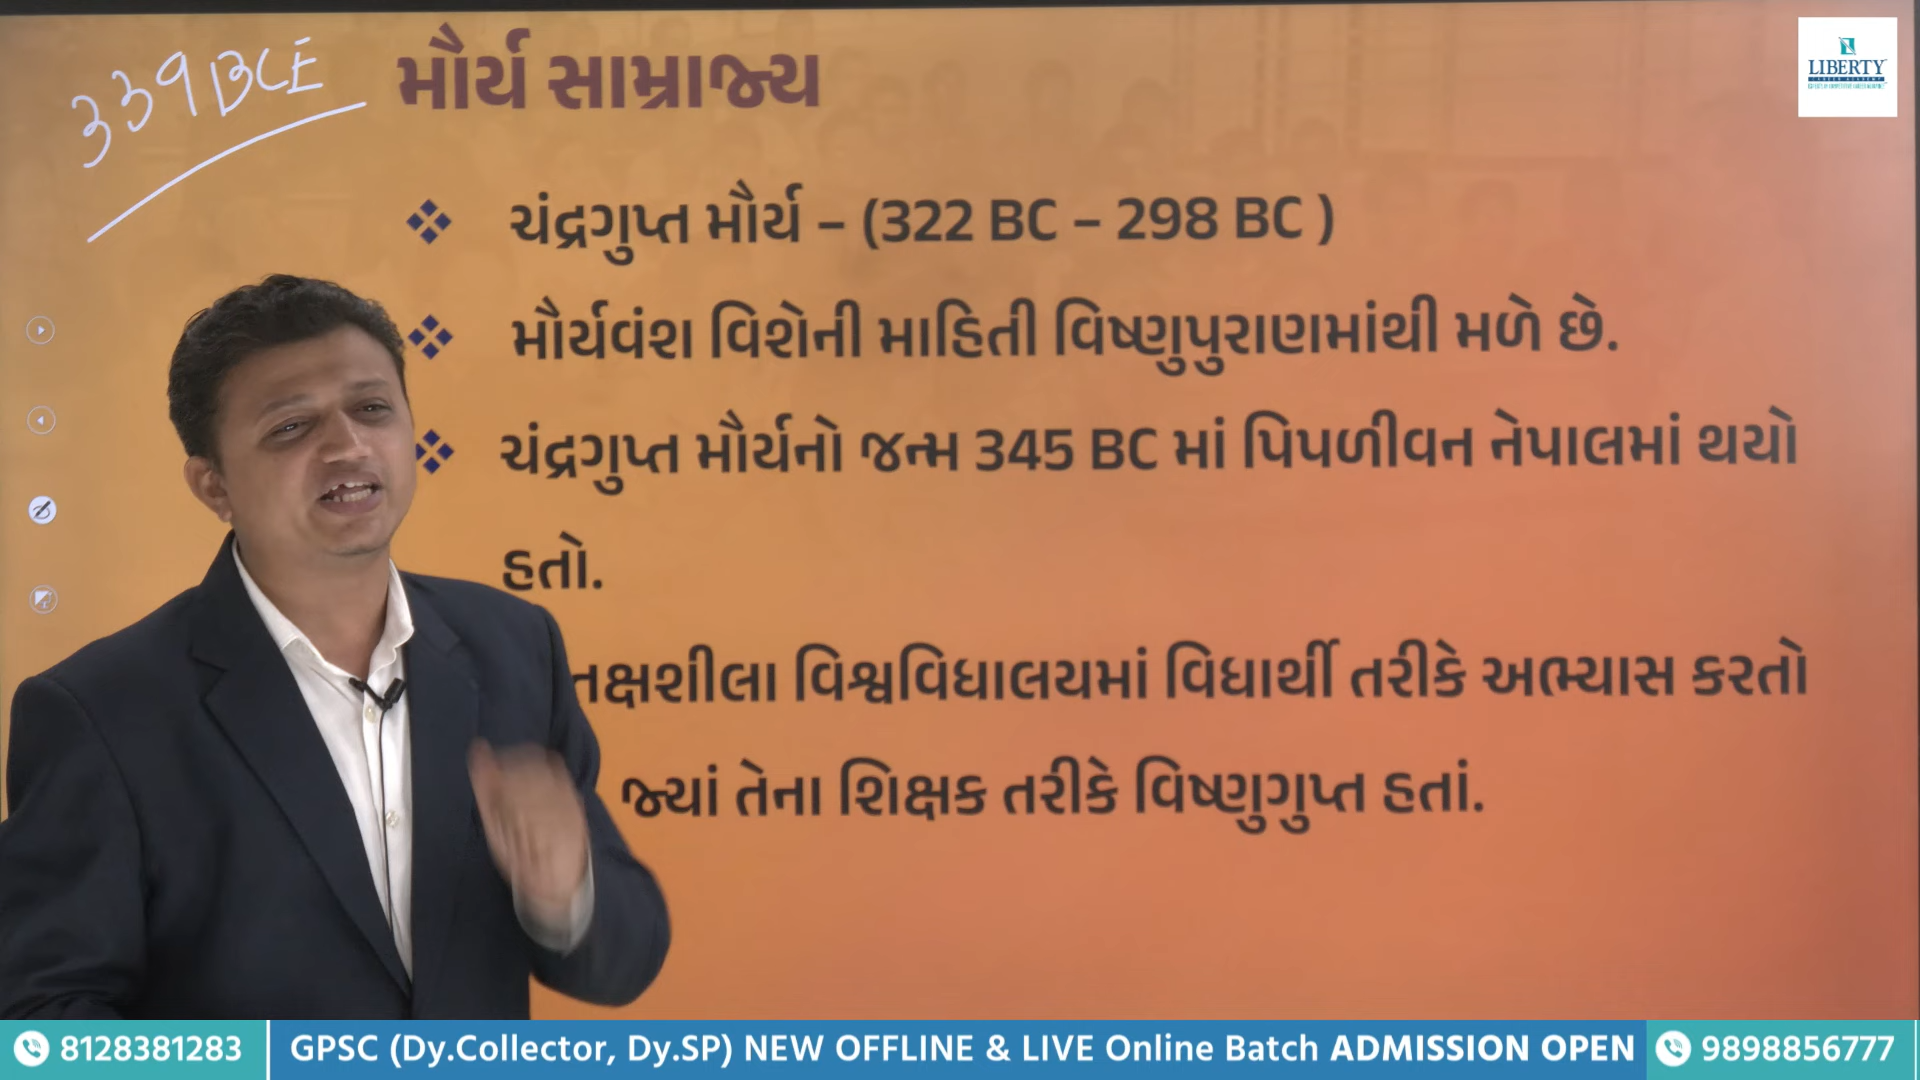 339 BCE
મૌર્ય સામ્રાજ્ય
LIBERTY
ચંદ્રગુપ્ત મૌર્ય – (322 BC – 298 BC )
મૌર્યવંશ વિશેની માહિતી વિષ્ણુપુરાણમાંથી મળે છે.
ચંદ્રગુપ્ત મૌર્યનો જન્મ 345 BC માં પિપળીવન નેપાલમાં થયો
હતો.
તક્ષશીલા વિશ્વવિધાલયમાં વિધાર્થી તરીકે અભ્યાસ કરતો
જ્યાં તેના શિક્ષક તરીકે વિષ્ણુગુપ્ત હતાં.
8128381283 GPSC (Dy.Collector, Dy.SP) NEW OFFLINE & LIVE Online Batch ADMISSION OPEN 9898856777